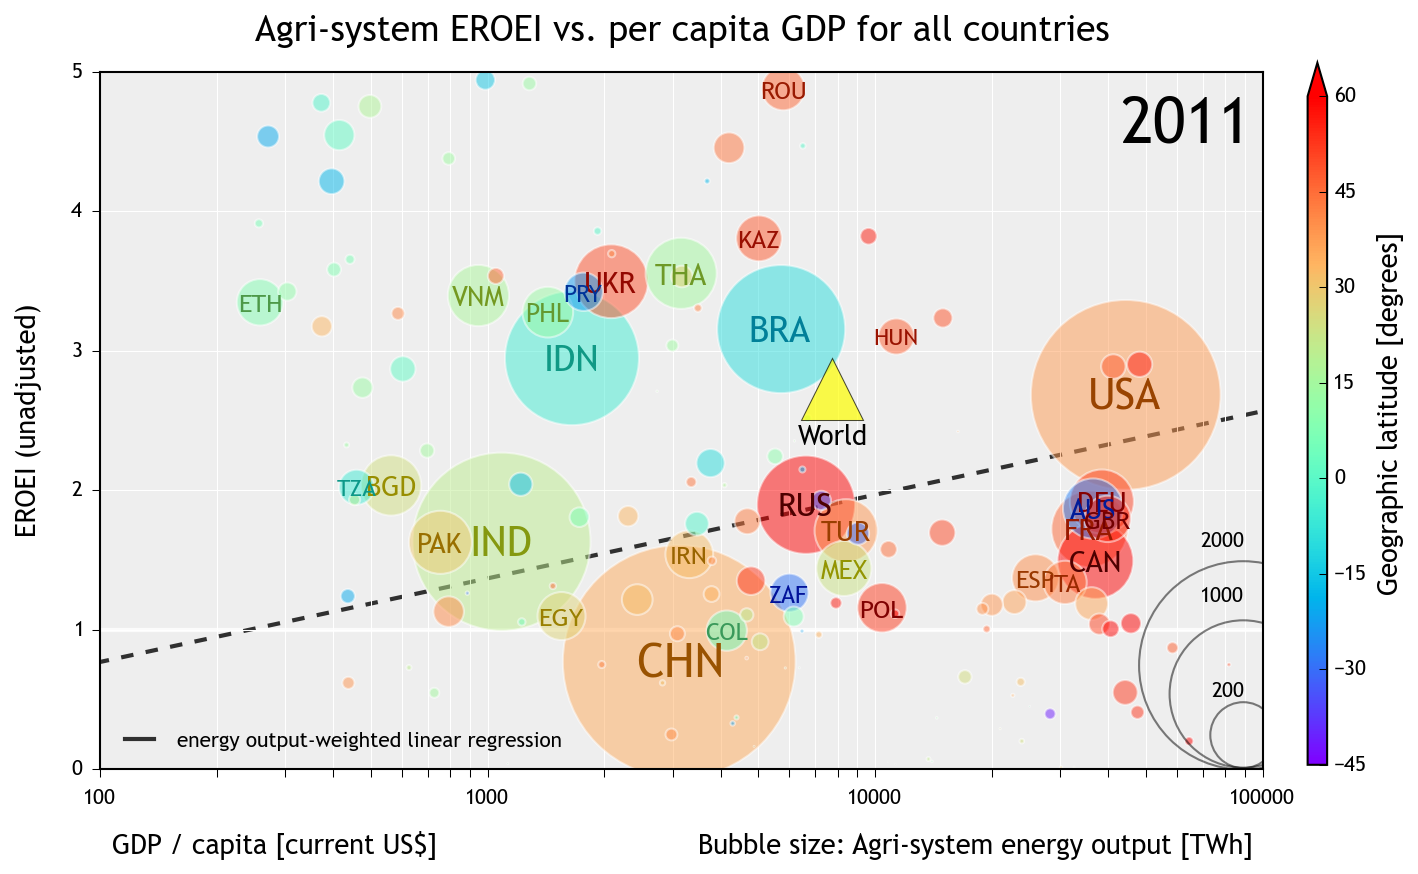 Agri-system EROEI vs. per capita GDP for all countries
2011
5
4
3
2
1
0
EROEI (unadjusted)
ROU
KAZ
UKR
THA
PRY
VNM
ETH
PHL
IDN
BRA
HUN
USA
World
TZA
BGD
RUS
DEU
AUS
GBR
FRA
TUR
PAK
IND
IRN
MEX
CAN
ESP
ITA
ZAF
POL
EGY
COL
CHN
2000
1000
200
energy output-weighted linear regression
100
1000
10000
100000
GDP / capita [current US$]
Bubble size: Agri-system energy output [TWh]
60
45
30
15
0
−15
−30
−45
Geographic latitude [degrees]